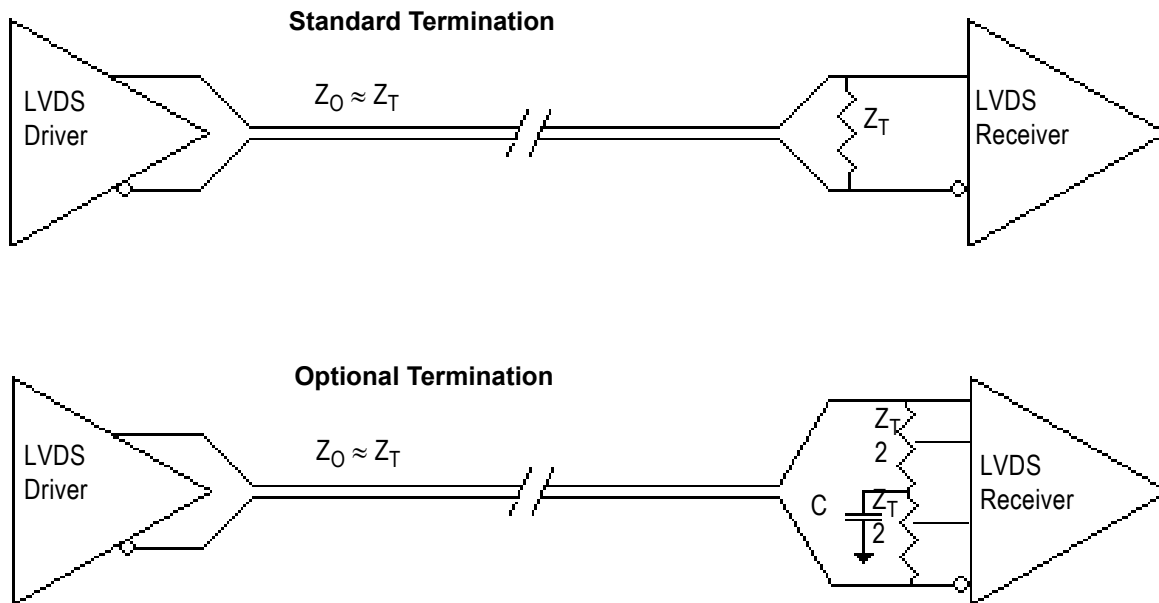 Standard Termination
LVDS
Driver
Z_O ≈ Z_T
Z_T
LVDS
Receiver
Optional Termination
LVDS
Driver
Z_O ≈ Z_T
Z_T
2
C
Z_T
2
LVDS
Receiver